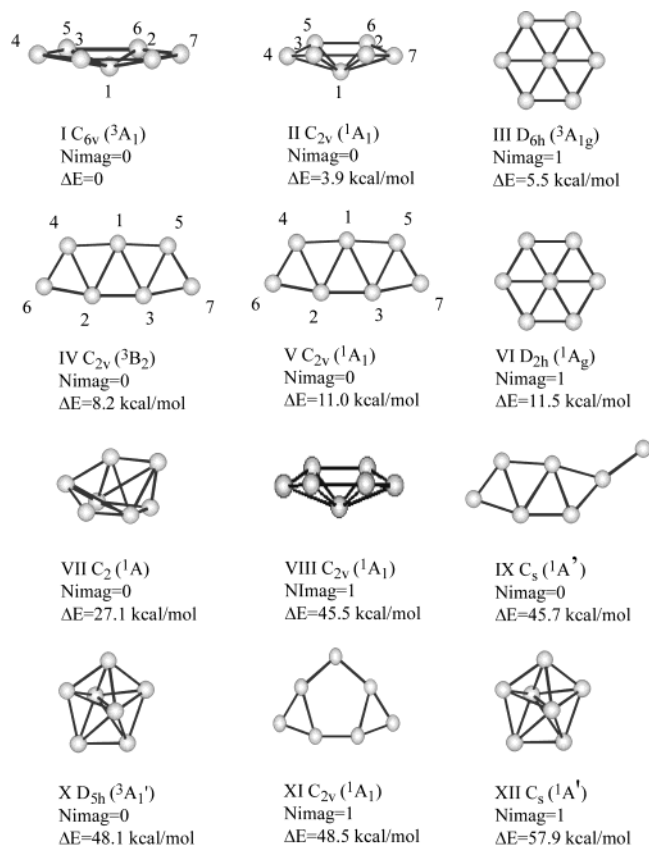 5 6
4 3 2 7
1
I C6v (³A1)
Nimag=0
ΔE=0
5 6
3 2
4 7
1
II C2v (¹A1)
Nimag=0
ΔE=3.9 kcal/mol
III D6h (³A1g)
Nimag=1
ΔE=5.5 kcal/mol
4 1 5
6 2 3 7
IV C2v (³B2)
Nimag=0
ΔE=8.2 kcal/mol
4 1 5
6 2 3 7
V C2v (¹A1)
Nimag=0
ΔE=11.0 kcal/mol
VI D2h (¹Ag)
Nimag=1
ΔE=11.5 kcal/mol
VII C2 (¹A)
Nimag=0
ΔE=27.1 kcal/mol
VIII C2v (¹A1)
NImag=1
ΔE=45.5 kcal/mol
IX Cs (¹A’)
Nimag=0
ΔE=45.7 kcal/mol
X D5h (³A1')
Nimag=0
ΔE=48.1 kcal/mol
XI C2v (¹A1)
Nimag=1
ΔE=48.5 kcal/mol
XII Cs (¹A')
Nimag=1
ΔE=57.9 kcal/mol